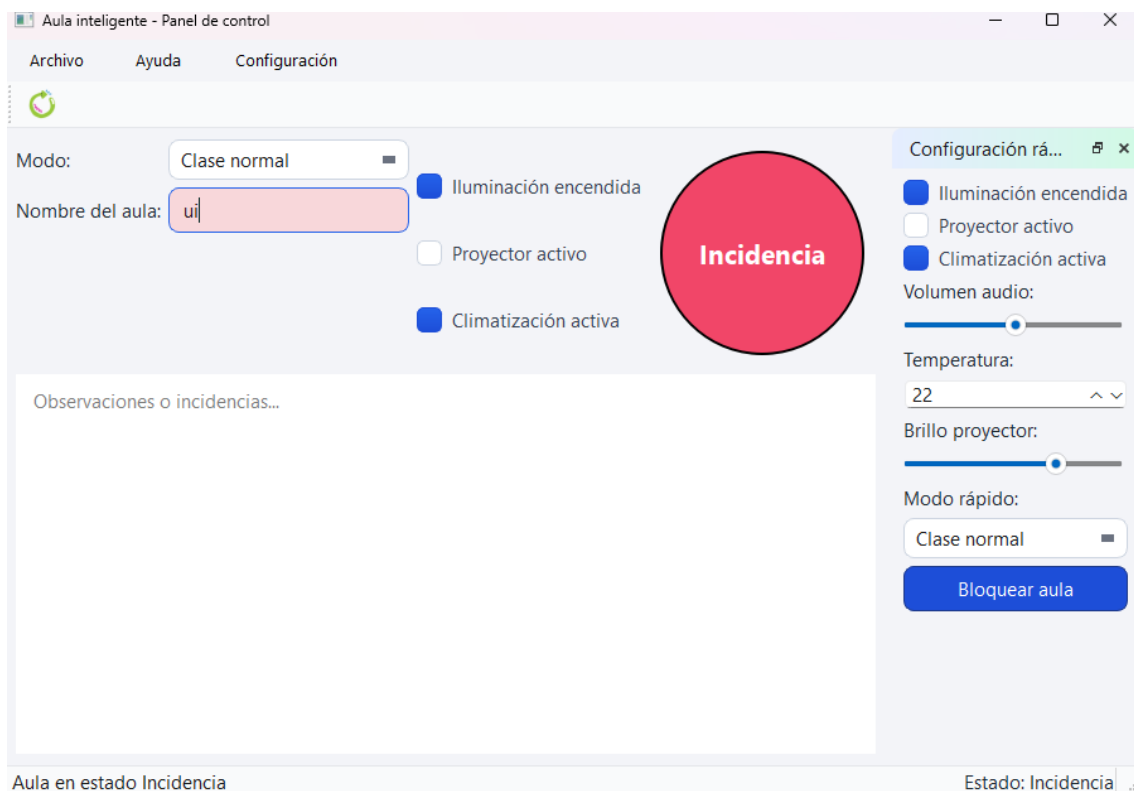 Aula inteligente - Panel de control
Archivo Ayuda Configuración
Modo: Clase normal
Nombre del aula: ui
Iluminación encendida
Proyector activo
Climatización activa
Incidencia
Observaciones o incidencias...
Configuración rá...
Iluminación encendida
Proyector activo
Climatización activa
Volumen audio:
Temperatura:
22
Brillo proyector:
Modo rápido:
Clase normal
Bloquear aula
Aula en estado Incidencia
Estado: Incidencia